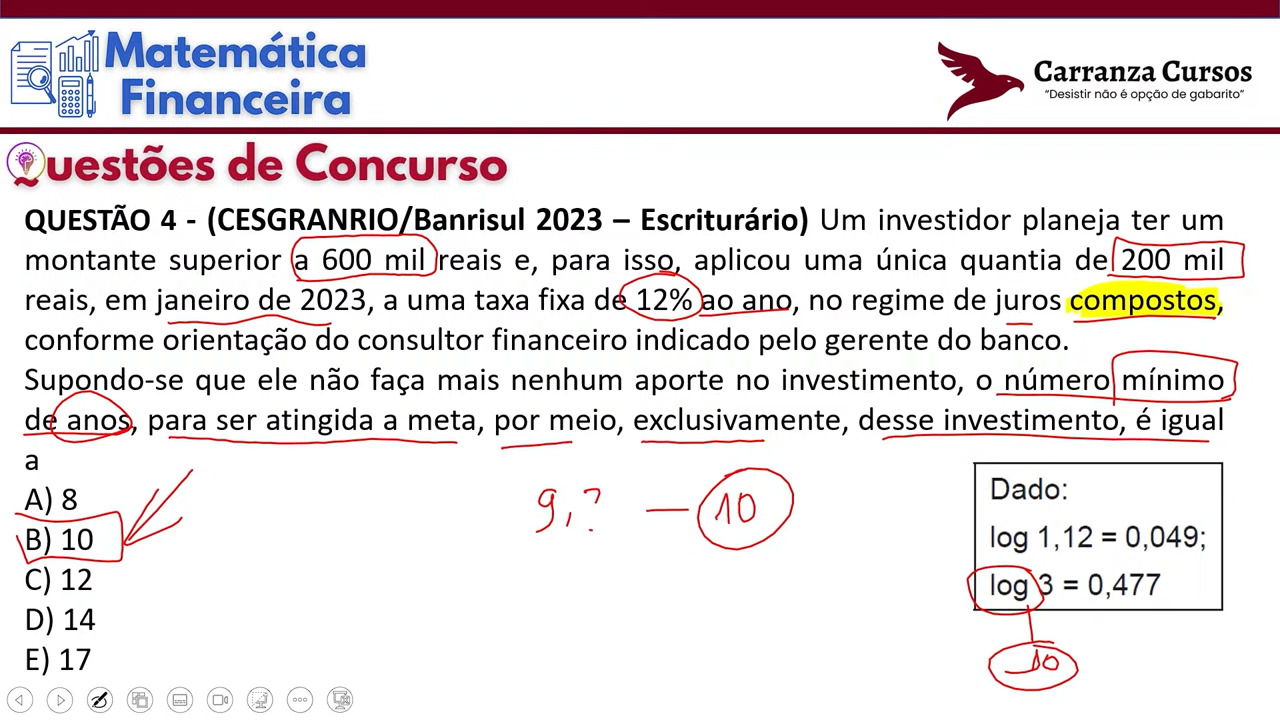 Matemática
Financeira
Carranza Cursos
“Desistir não é opção de gabarito”
Questões de Concurso
QUESTÃO 4 - (CESGRANRIO/Banrisul 2023 – Escriturário) Um investidor planeja ter um
montante superior a 600 mil reais e, para isso, aplicou uma única quantia de 200 mil
reais, em janeiro de 2023, a uma taxa fixa de 12% ao ano, no regime de juros compostos,
conforme orientação do consultor financeiro indicado pelo gerente do banco.
Supondo-se que ele não faça mais nenhum aporte no investimento, o número mínimo
de anos, para ser atingida a meta, por meio, exclusivamente, desse investimento, é igual
a
A) 8
B) 10
C) 12
D) 14
E) 17
9,? — 10
Dado:
log 1,12 = 0,049;
log 3 = 0,477
10